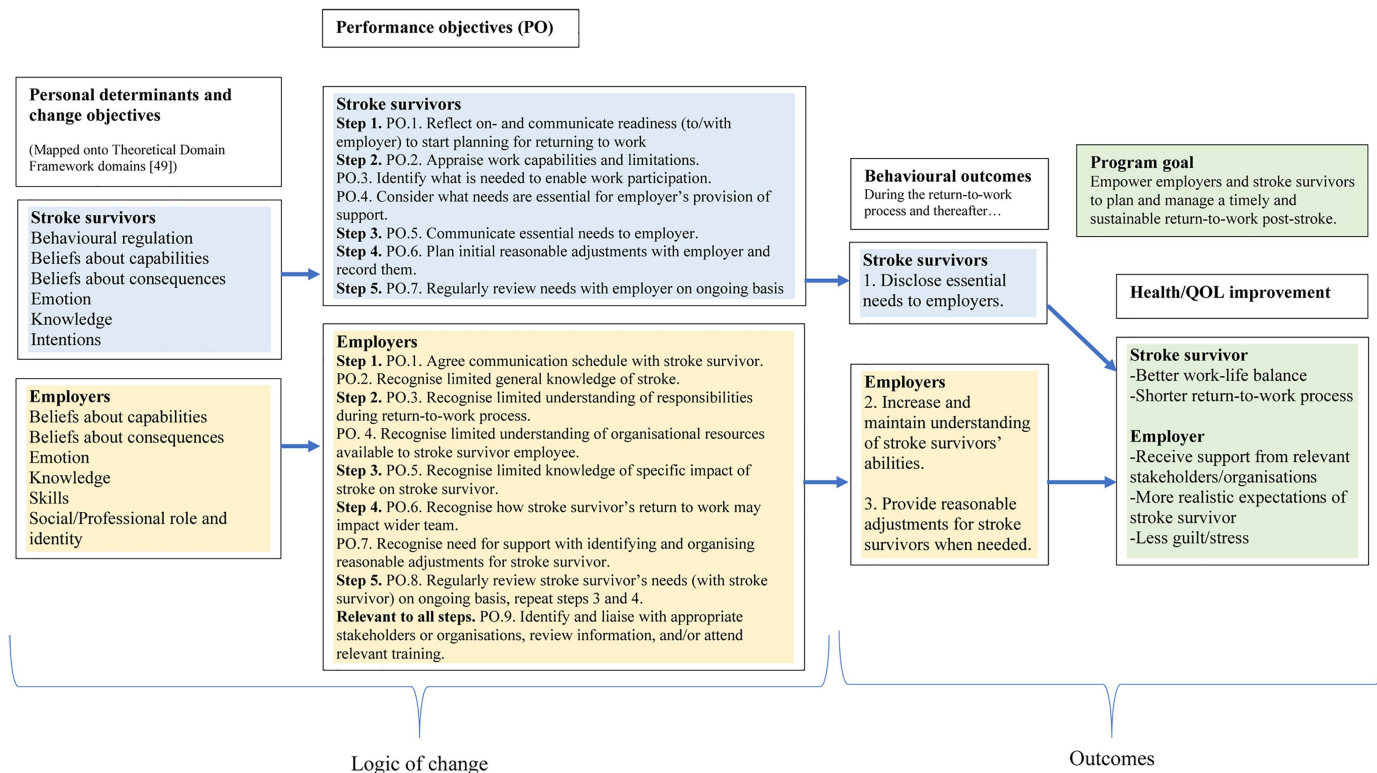 Performance objectives (PO)
Personal determinants and
change objectives
(Mapped onto Theoretical Domain
Framework domains [49])
Stroke survivors
Behavioural regulation
Beliefs about capabilities
Beliefs about consequences
Emotion
Knowledge
Intentions
Employers
Beliefs about capabilities
Beliefs about consequences
Emotion
Knowledge
Skills
Social/Professional role and
identity
Stroke survivors
Step 1. PO.1. Reflect on- and communicate readiness (to/with
employer) to start planning for returning to work
Step 2. PO.2. Appraise work capabilities and limitations.
PO.3. Identify what is needed to enable work participation.
PO.4. Consider what needs are essential for employer's provision of
support.
Step 3. PO.5. Communicate essential needs to employer.
Step 4. PO.6. Plan initial reasonable adjustments with employer and
record them.
Step 5. PO.7. Regularly review needs with employer on ongoing basis
Employers
Step 1. PO.1. Agree communication schedule with stroke survivor.
PO.2. Recognise limited general knowledge of stroke.
Step 2. PO.3. Recognise limited understanding of responsibilities
during return-to-work process.
PO. 4. Recognise limited understanding of organisational resources
available to stroke survivor employee.
Step 3. PO.5. Recognise limited knowledge of specific impact of
stroke on stroke survivor.
Step 4. PO.6. Recognise how stroke survivor's return to work may
impact wider team.
PO.7. Recognise need for support with identifying and organising
reasonable adjustments for stroke survivor.
Step 5. PO.8. Regularly review stroke survivor's needs (with stroke
survivor) on ongoing basis, repeat steps 3 and 4.
Relevant to all steps. PO.9. Identify and liaise with appropriate
stakeholders or organisations, review information, and/or attend
relevant training.
Behavioural outcomes
During the return-to-work
process and thereafter…
Stroke survivors
1. Disclose essential
needs to employers.
Employers
2. Increase and
maintain understanding
of stroke survivors'
abilities.
3. Provide reasonable
adjustments for stroke
survivors when needed.
Program goal
Empower employers and stroke survivors
to plan and manage a timely and
sustainable return-to-work post-stroke.
Health/QOL improvement
Stroke survivor
-Better work-life balance
-Shorter return-to-work process
Employer
-Receive support from relevant
stakeholders/organisations
-More realistic expectations of
stroke survivor
-Less guilt/stress
Logic of change
Outcomes